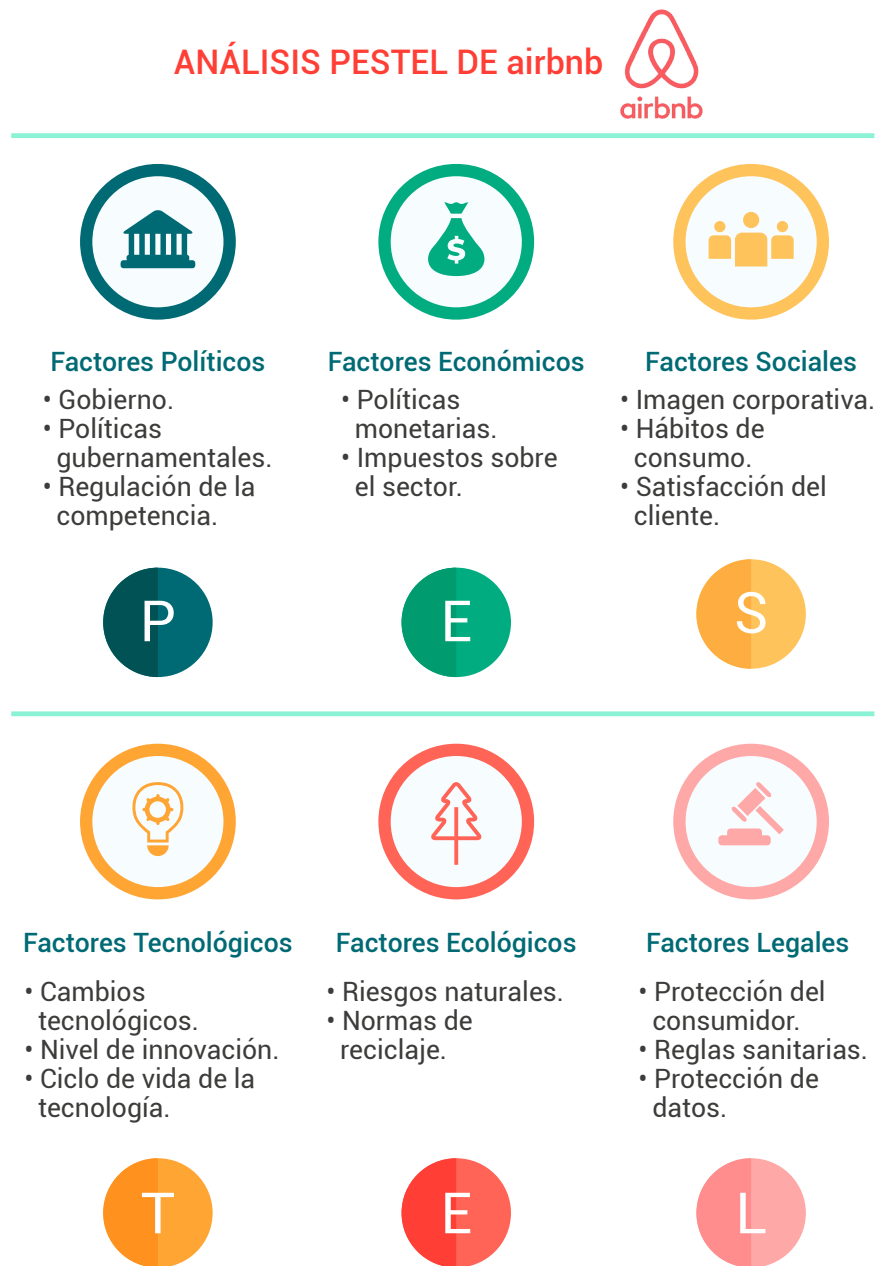 ANÁLISIS PESTEL DE airbnb
airbnb
$
Factores Políticos
• Gobierno.
• Políticas
gubernamentales.
• Regulación de la
competencia.
P
Factores Económicos
• Políticas
monetarias.
• Impuestos sobre
el sector.
E
Factores Sociales
• Imagen corporativa.
• Hábitos de
consumo.
• Satisfacción del
cliente.
S
Factores Tecnológicos
• Cambios
tecnológicos.
• Nivel de innovación.
• Ciclo de vida de la
tecnología.
T
Factores Ecológicos
• Riesgos naturales.
• Normas de
reciclaje.
E
Factores Legales
• Protección del
consumidor.
• Reglas sanitarias.
• Protección de
datos.
L